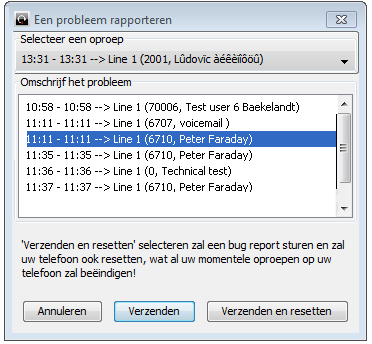 Een probleem rapporteren
Selecteer een oproep
13:31 - 13:31 --> Line 1 (2001, Lûdovic àéêèïîôöû)
Omschrijf het probleem
10:58 - 10:58 --> Line 1 (70006, Test user 6 Baekelandt)
11:11 - 11:11 --> Line 1 (6707, voicemail )
11:11 - 11:11 --> Line 1 (6710, Peter Faraday)
11:35 - 11:35 --> Line 1 (6710, Peter Faraday)
11:36 - 11:36 --> Line 1 (0, Technical test)
11:37 - 11:37 --> Line 1 (6710, Peter Faraday)
'Verzenden en resetten' selecteren zal een bug report sturen en zal
uw telefoon ook resetten, wat al uw momentele oproepen op uw
telefoon zal beëindigen!
Annuleren
Verzenden
Verzenden en resetten